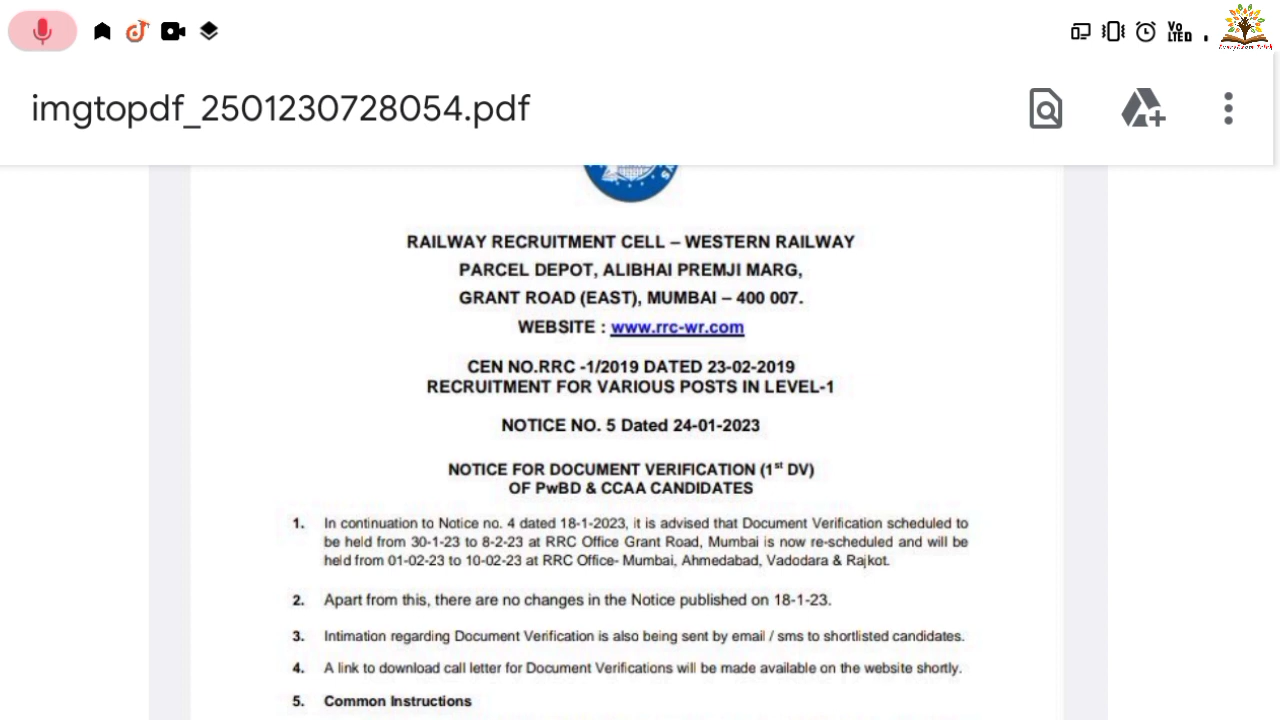 Vo
LTED
EveryExam Trick
imgtopdf_2501230728054.pdf
RAILWAY RECRUITMENT CELL – WESTERN RAILWAY
PARCEL DEPOT, ALIBHAI PREMJI MARG,
GRANT ROAD (EAST), MUMBAI – 400 007.
WEBSITE : www.rrc-wr.com
CEN NO.RRC -1/2019 DATED 23-02-2019
RECRUITMENT FOR VARIOUS POSTS IN LEVEL-1
NOTICE NO. 5 Dated 24-01-2023
NOTICE FOR DOCUMENT VERIFICATION (1st DV)
OF PwBD & CCAA CANDIDATES
1. In continuation to Notice no. 4 dated 18-1-2023, it is advised that Document Verification scheduled to
be held from 30-1-23 to 8-2-23 at RRC Office Grant Road, Mumbai is now re-scheduled and will be
held from 01-02-23 to 10-02-23 at RRC Office- Mumbai, Ahmedabad, Vadodara & Rajkot.
2. Apart from this, there are no changes in the Notice published on 18-1-23.
3. Intimation regarding Document Verification is also being sent by email / sms to shortlisted candidates.
4. A link to download call letter for Document Verifications will be made available on the website shortly.
5. Common Instructions